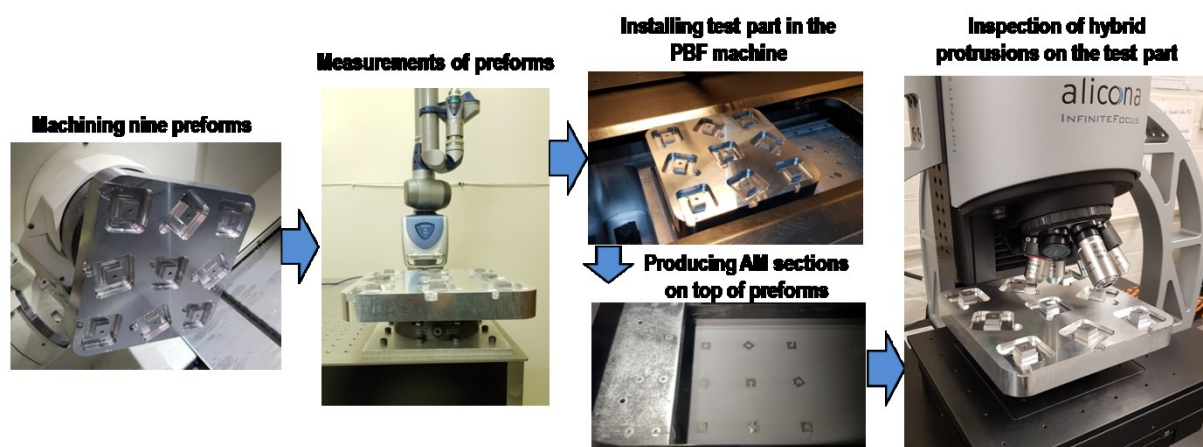 Machining nine preforms
Measurements of preforms
Installing test part in the
PBF machine
Producing AM sections
on top of preforms
Inspection of hybrid
protrusions on the test part
alicona
INFINITEFOCUS